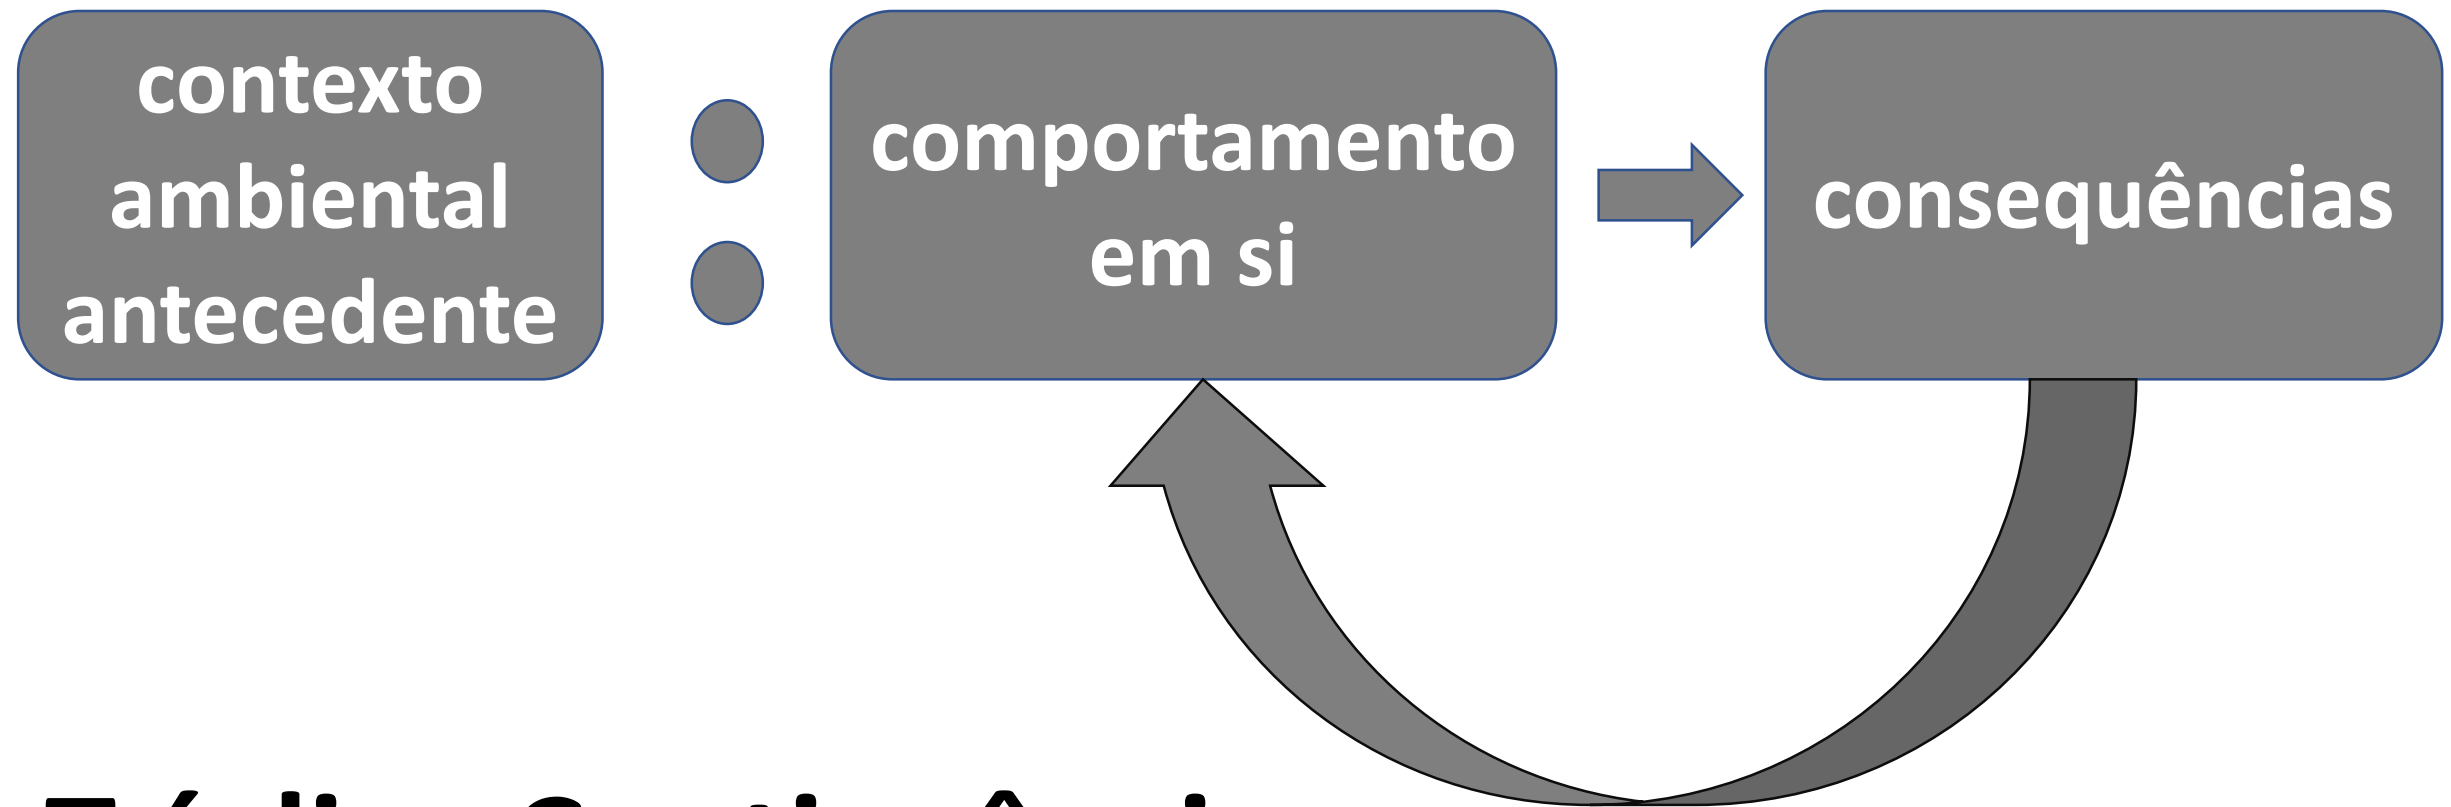 contexto
ambiental
antecedente
comportamento
em si
consequências